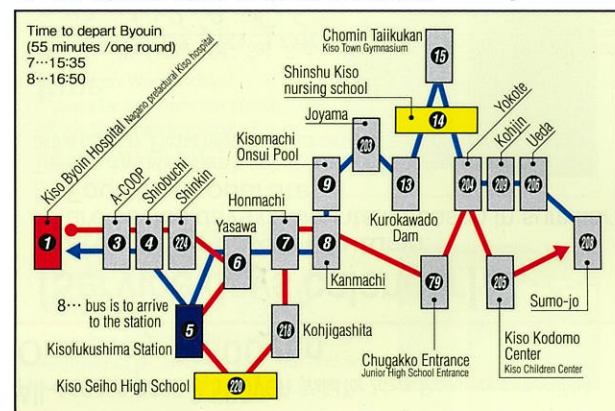 Time to depart Byouin
(55 minutes /one round)
7…15:35
8…16:50
Kiso Byoin Hospital Nagano prefactural Kiso hospital
A-COOP
Shiobuchi
Shinkin
Yasawa
Honmachi
Kisomachi
Onsui Pool
Joyama
Shinshu Kiso
nursing school
Chomin Taiikukan
Kiso Town Gymnasium
Yokote
Kohjin
Ueda
15
14
203
9
13
204
209
206
1
3
4
224
6
7
8
208
Kurokawado
Dam
Kanmachi
79
205
Sumo-jo
8… bus is to arrive
to the station
5
Kisofukushima Station
218
Kohjigashita
Kiso Seiho High School
220
Chugakko Entrance
Junior High School Entrance
Kiso Kodomo
Center
Kiso Children Center